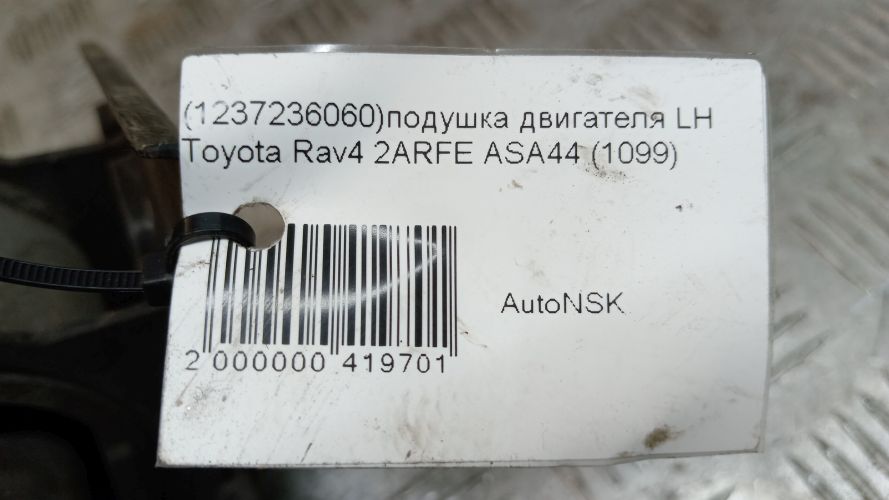 (1237236060)подушка двигателя LH
Toyota Rav4 2ARFE ASA44 (1099)
AutoNSK
2 000000 419701